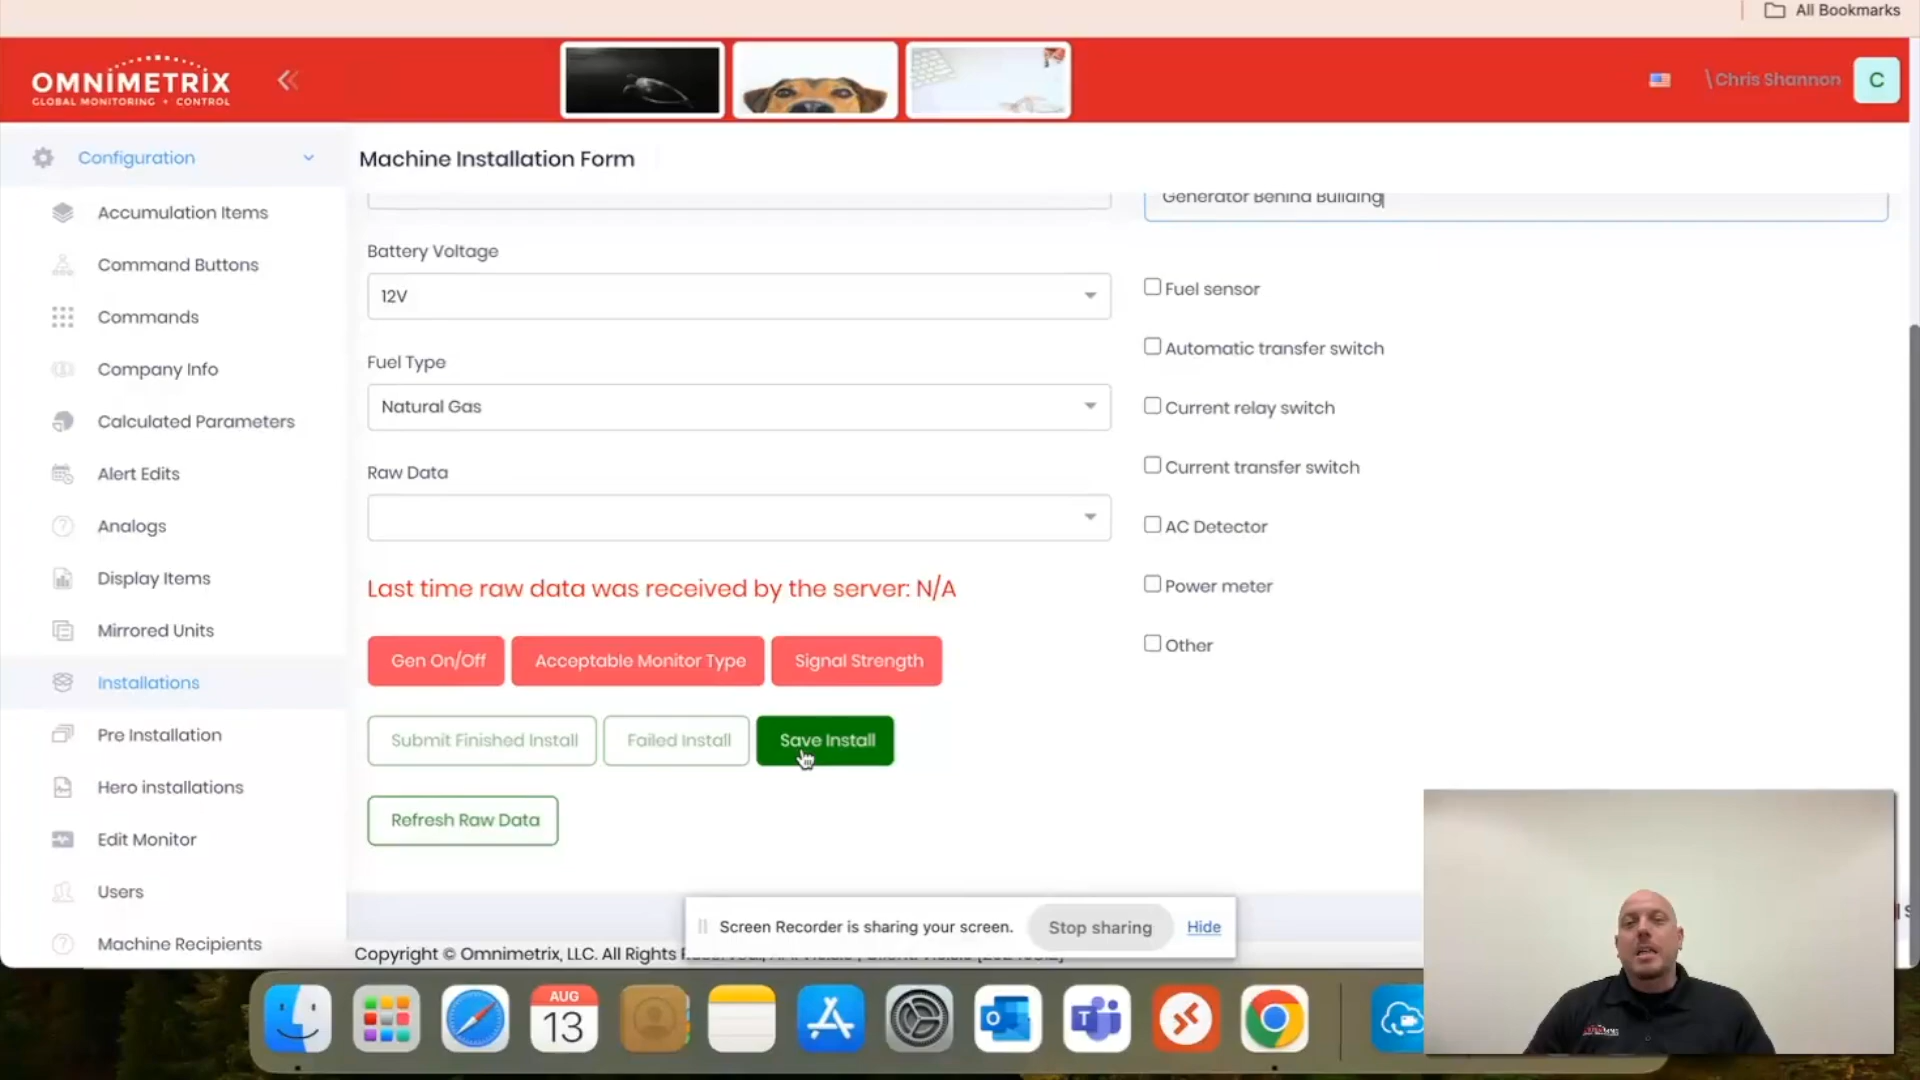 All Bookmarks
OMNIMETRIX
GLOBAL MONITORING + CONTROL
\Chris Shannon
C
Configuration
Accumulation Items
Command Buttons
Commands
Company Info
Calculated Parameters
Alert Edits
Analogs
Display Items
Mirrored Units
Installations
Pre Installation
Hero installations
Edit Monitor
Users
Machine Recipients
Machine Installation Form
Generator Behind Building
Battery Voltage
12V
Fuel Type
Natural Gas
Raw Data
Last time raw data was received by the server: N/A
Gen On/Off
Acceptable Monitor Type
Signal Strength
Submit Finished Install
Failed Install
Save Install
Refresh Raw Data
Fuel sensor
Automatic transfer switch
Current relay switch
Current transfer switch
AC Detector
Power meter
Other
Screen Recorder is sharing your screen.
Stop sharing
Hide
Copyright © Omnimetrix, LLC. All Rights
AUG
13